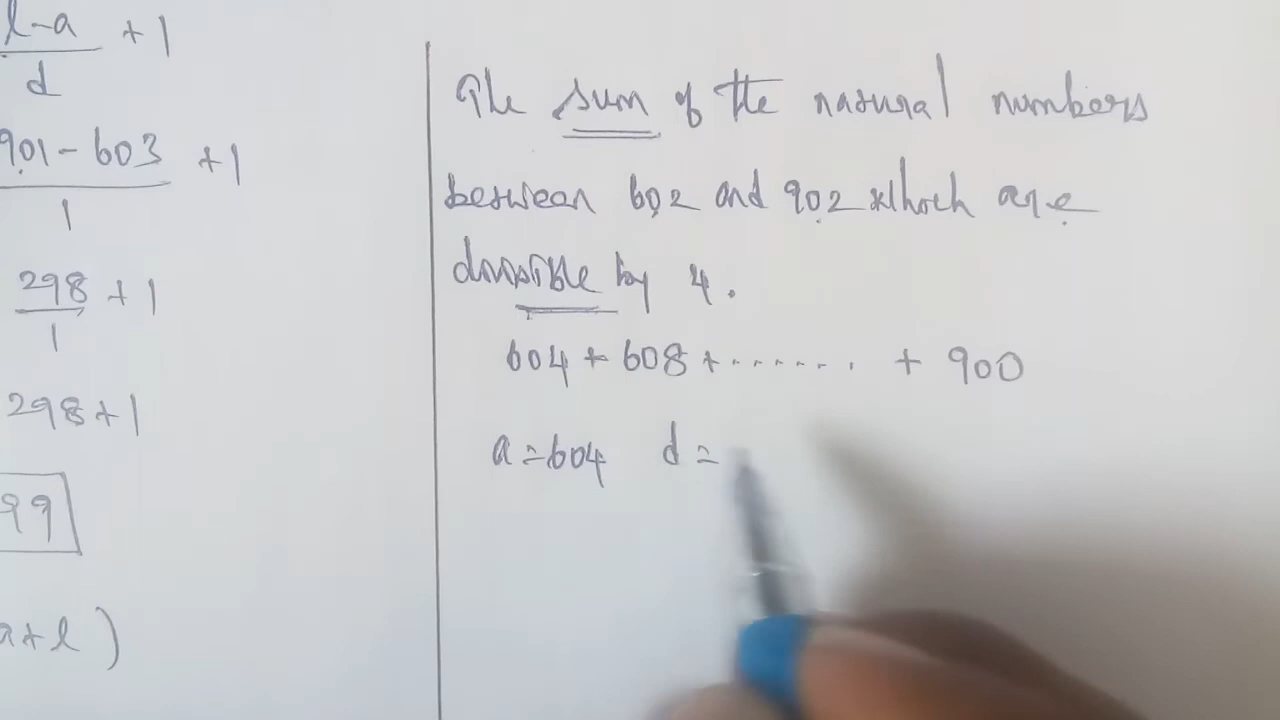 l-a/d + 1
901 - 603/1 + 1
298/1 + 1
298 + 1
99
a + l )
The sum of the natural numbers
between 602 and 902 which are
divisible by 4.
604 + 608 + ....... + 900
a = 604 d =